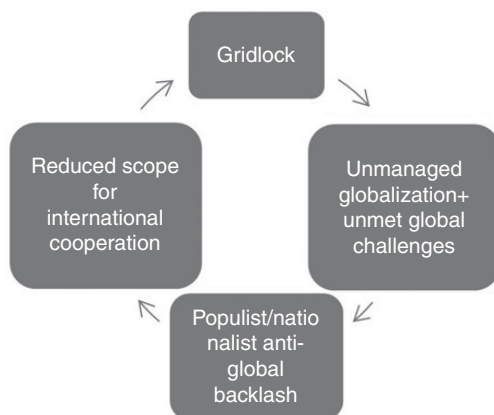 Gridlock
Unmanaged
globalization+
unmet global
challenges
Populist/natio
nalist anti-
global
backlash
Reduced scope
for
international
cooperation